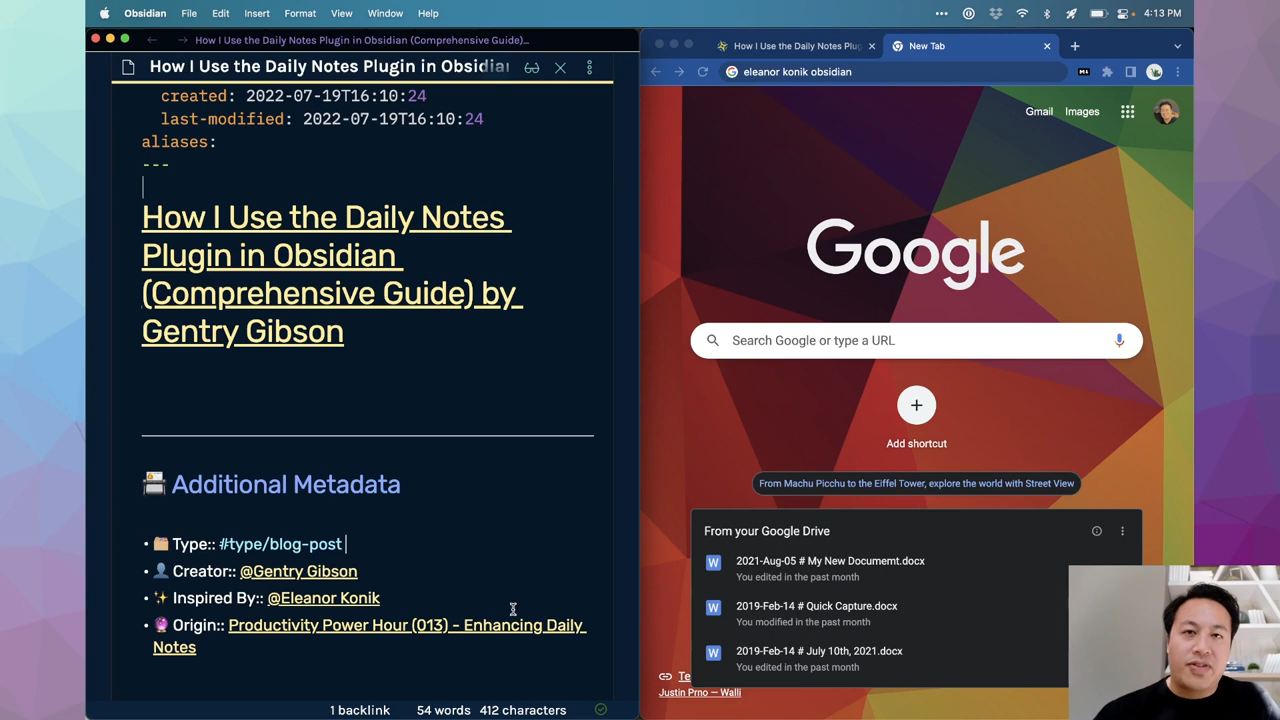 Obsidian File Edit Insert Format View Window Help
4:13 PM
How I Use the Daily Notes Plugin in Obsidian (Comprehensive Guide)...
How I Use the Daily Notes Plugin in Obsidian
created: 2022-07-19T16:10:24
last-modified: 2022-07-19T16:10:24
aliases:
---
How I Use the Daily Notes
Plugin in Obsidian
(Comprehensive Guide) by
Gentry Gibson
Additional Metadata
• Type:: #type/blog-post
• Creator:: @Gentry Gibson
• Inspired By:: @Eleanor Konik
• Origin:: Productivity Power Hour (013) - Enhancing Daily
Notes
1 backlink 54 words 412 characters
How I Use the Daily Notes Plug
New Tab
eleanor konik obsidian
Gmail Images
Google
Search Google or type a URL
Add shortcut
From Machu Picchu to the Eiffel Tower, explore the world with Street View
From your Google Drive
W 2021-Aug-05 # My New Documemt.docx
You edited in the past month
W 2019-Feb-14 # Quick Capture.docx
You modified in the past month
W 2019-Feb-14 # July 10th, 2021.docx
You edited in the past month
Te
Justin Prno — Walli